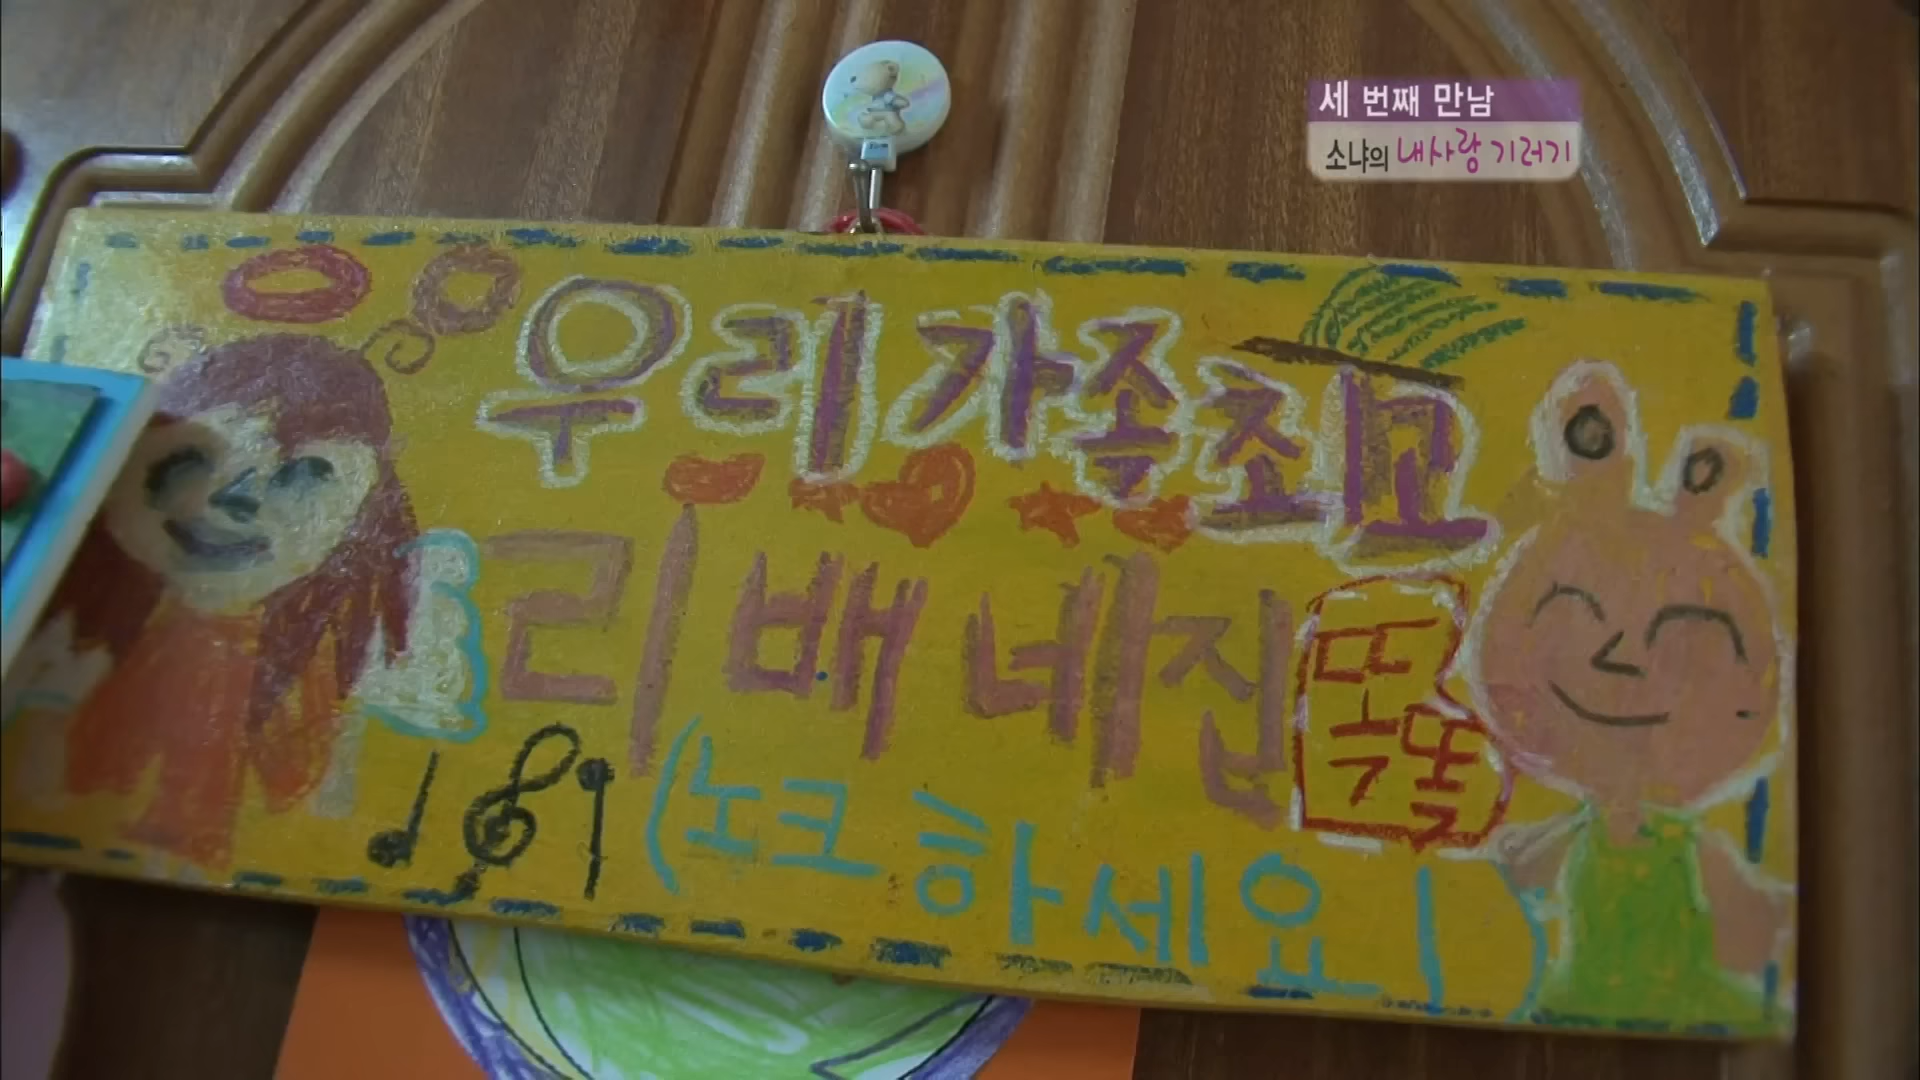 세 번째 만남
소냐의 내사랑 기러기
우리가족최고
리배네집
똑똑
(노크하세요!)